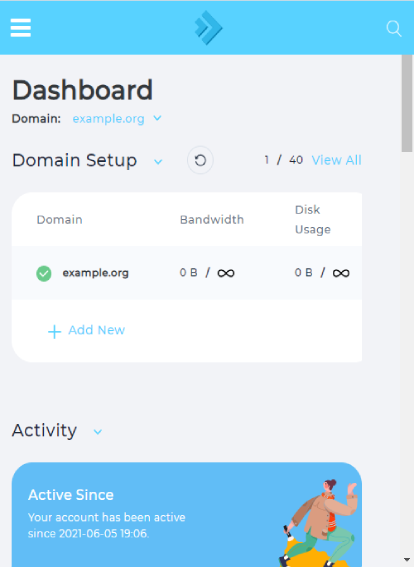 Dashboard
Domain: example.org
Domain Setup 1 / 40 View All
Domain Bandwidth Disk
Usage
example.org 0 B / ∞ 0 B / ∞
+ Add New
Activity
Active Since
Your account has been active
since 2021-06-05 19:06.